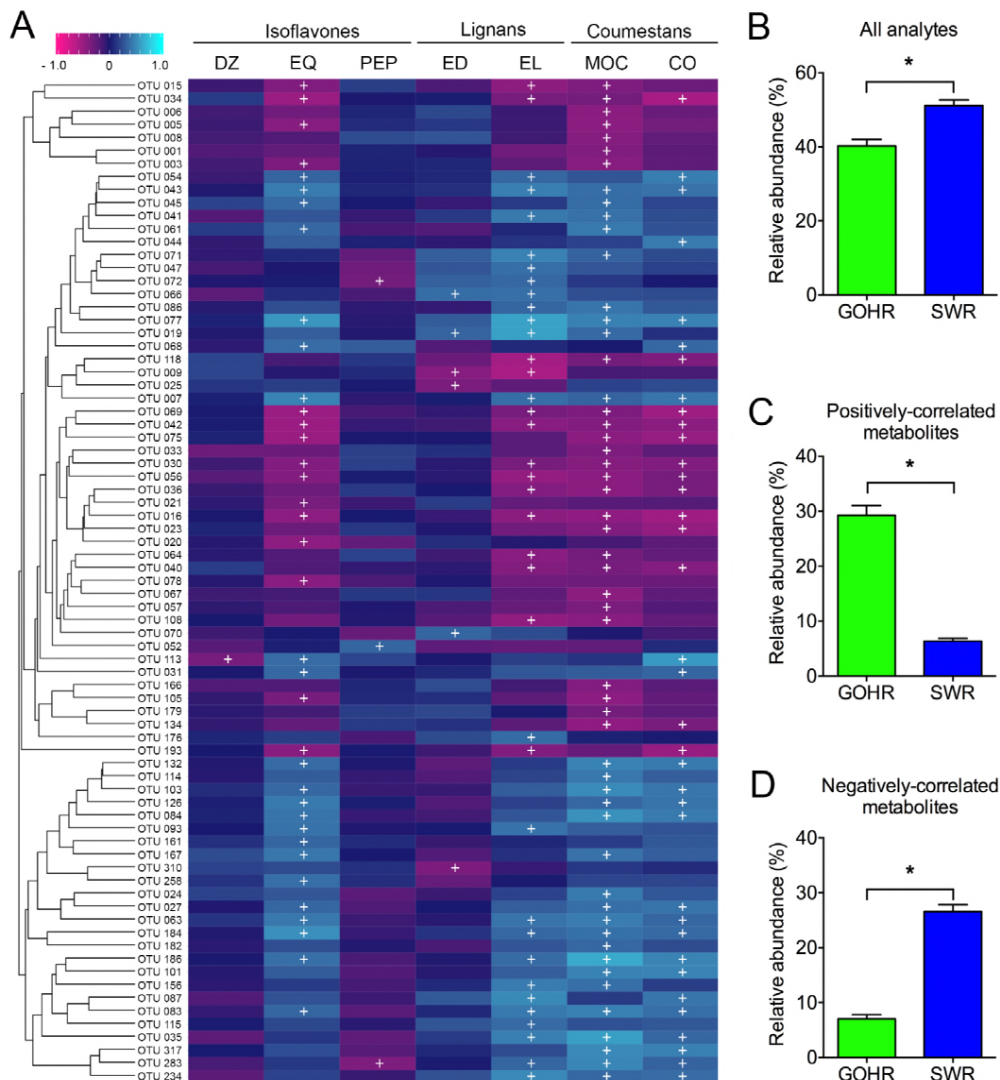 A
- 1.0 0.0 1.0
Isoflavones Lignans Coumestans
DZ EQ PEP ED EL MOC CO
OTU 015 + + +
OTU 034 + + + +
OTU 006 +
OTU 005 + +
OTU 008 +
OTU 001 +
OTU 003 + +
OTU 054 + + +
OTU 043 + + + +
OTU 045 + +
OTU 041 + +
OTU 061 + +
OTU 044 +
OTU 071 + +
OTU 047 +
OTU 072 + +
OTU 066 + +
OTU 086 + +
OTU 077 + + + +
OTU 019 + + +
OTU 068 + +
OTU 118 + + +
OTU 009 + +
OTU 025 +
OTU 007 + + + +
OTU 069 + + + +
OTU 042 + + + +
OTU 075 + + +
OTU 033 +
OTU 030 + + + +
OTU 056 + + + +
OTU 036 + + +
OTU 021 +
OTU 016 + + + +
OTU 023 + +
OTU 020 +
OTU 064 + +
OTU 040 + + +
OTU 078 +
OTU 067 +
OTU 057 +
OTU 108 + +
OTU 070 +
OTU 052 +
OTU 113 + + +
OTU 031 + +
OTU 166 +
OTU 105 + +
OTU 179 +
OTU 134 + +
OTU 176 +
OTU 193 + + +
OTU 132 + + +
OTU 114 +
OTU 103 + + +
OTU 126 + + +
OTU 084 + + +
OTU 093 + +
OTU 161 +
OTU 167 + +
OTU 310 +
OTU 258 +
OTU 024 +
OTU 027 + + +
OTU 063 + + + +
OTU 184 + + + +
OTU 182 +
OTU 186 + + + +
OTU 101 + +
OTU 156 + +
OTU 087 + +
OTU 083 + + + +
OTU 115 +
OTU 035 + + +
OTU 317 + +
OTU 283 + + + +
OTU 234 + + +
B
All analytes
*
Relative abundance (%)
60
40
20
0
GOHR SWR
C
Positively-correlated
metabolites
*
Relative abundance (%)
40
30
20
10
0
GOHR SWR
D
Negatively-correlated
metabolites
*
Relative abundance (%)
40
30
20
10
0
GOHR SWR